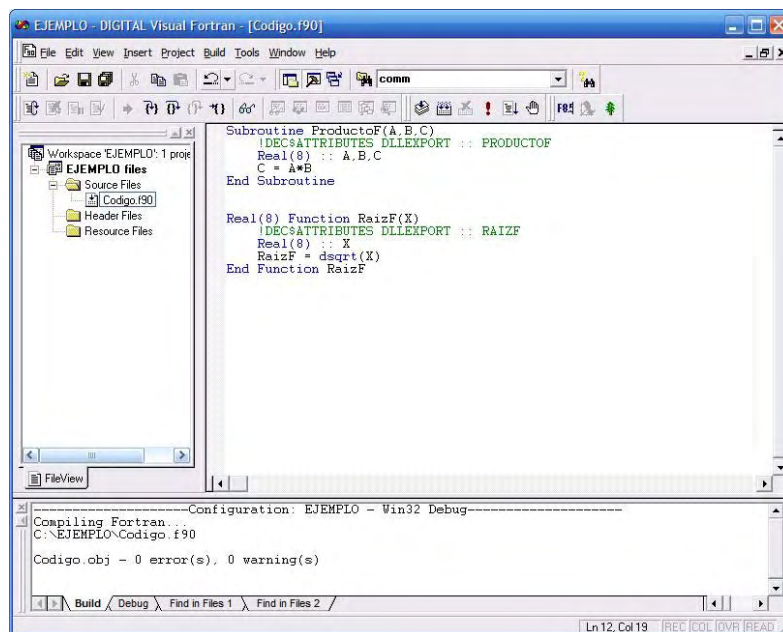 EJEMPLO - DIGITAL Visual Fortran - [Codigo.f90]
File Edit View Insert Project Build Tools Window Help
comm
Workspace 'EJEMPLO': 1 proje
EJEMPLO files
Source Files
Codigo.f90
Header Files
Resource Files
FileView
Subroutine ProductoF(A,B,C)
!DEC$ATTRIBUTES DLLEXPORT :: PRODUCTOF
Real(8) :: A,B,C
C = A*B
End Subroutine
Real(8) Function RaizF(X)
!DEC$ATTRIBUTES DLLEXPORT :: RAIZF
Real(8) :: X
RaizF = dsqrt(X)
End Function RaizF
--------------------Configuration: EJEMPLO - Win32 Debug--------------------
Compiling Fortran...
C:\EJEMPLO\Codigo.f90
Codigo.obj - 0 error(s), 0 warning(s)
Build Debug Find in Files 1 Find in Files 2
Ln 12, Col 19 REC COL OVR READ